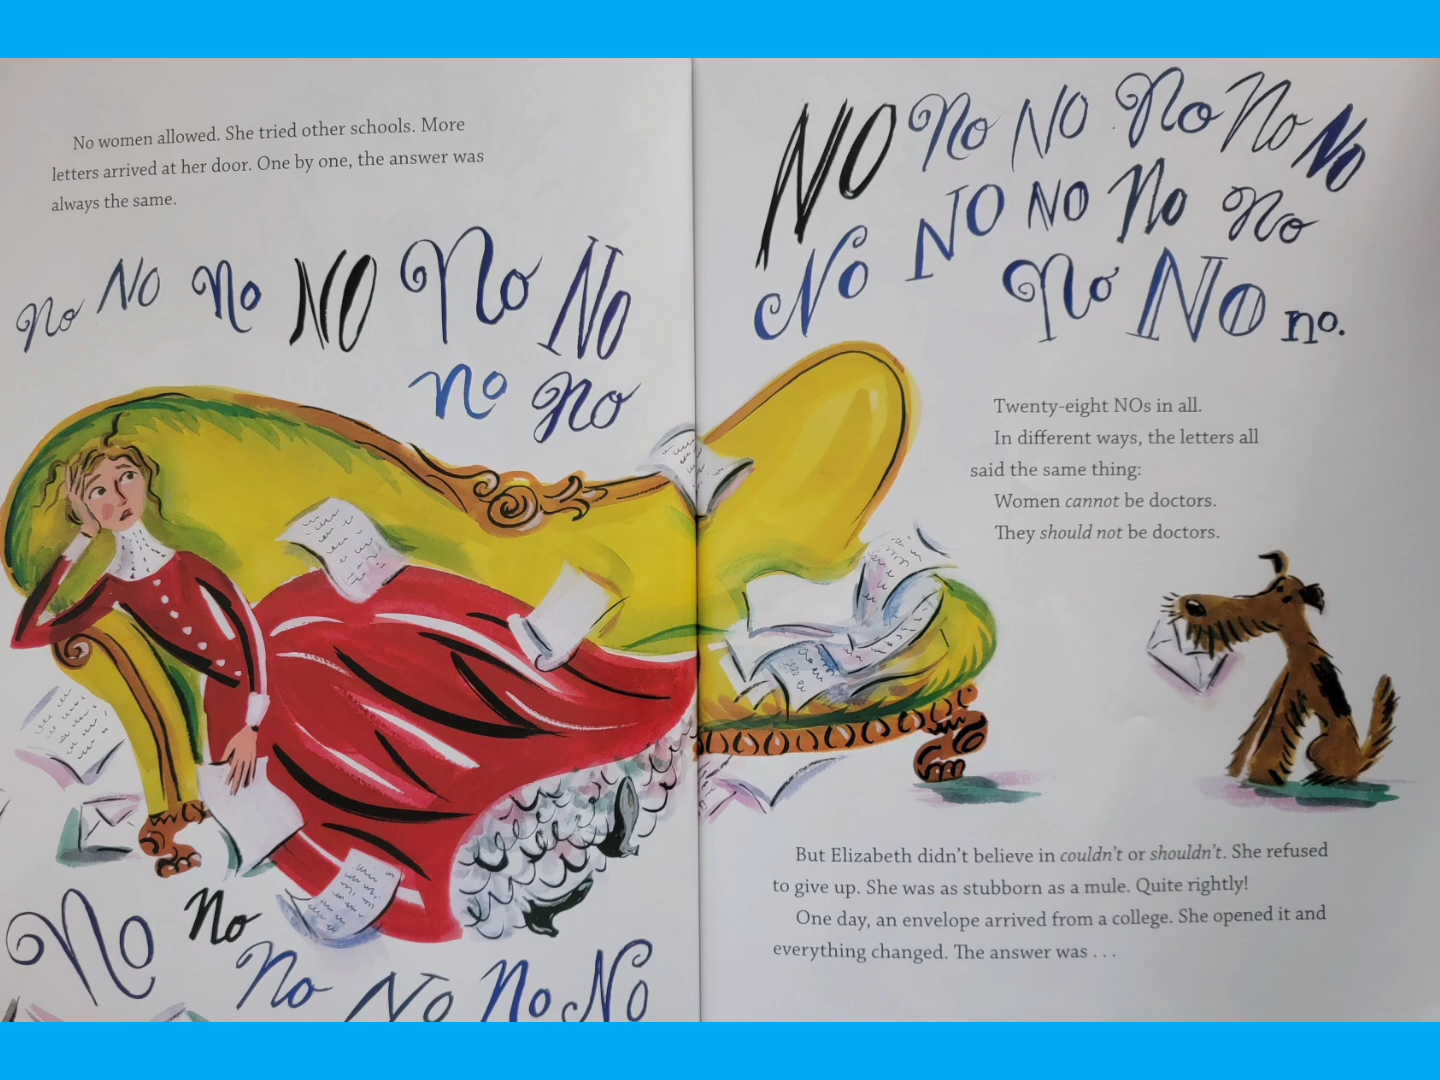 No women allowed. She tried other schools. More
letters arrived at her door. One by one, the answer was
always the same.
no NO no NO no No
no no
No No
no No no No
NO no NO no No No
No NO NO No no
no No no.
Twenty-eight NOs in all.
In different ways, the letters all
said the same thing:
Women cannot be doctors.
They should not be doctors.
But Elizabeth didn't believe in couldn't or shouldn't. She refused
to give up. She was as stubborn as a mule. Quite rightly!
One day, an envelope arrived from a college. She opened it and
everything changed. The answer was . . .